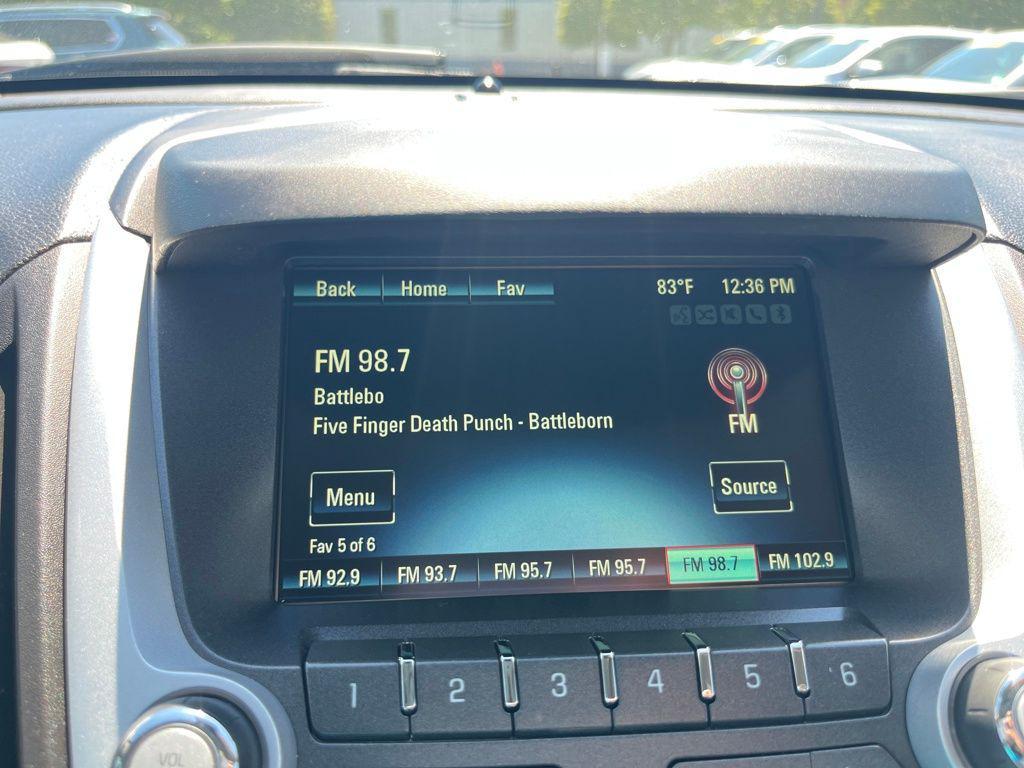 Back Home Fav 83°F 12:36 PM
FM 98.7
Battlebo
Five Finger Death Punch - Battleborn
FM
Menu
Source
Fav 5 of 6
FM 92.9 FM 93.7 FM 95.7 FM 95.7 FM 98.7 FM 102.9
1 2 3 4 5 6
VOL